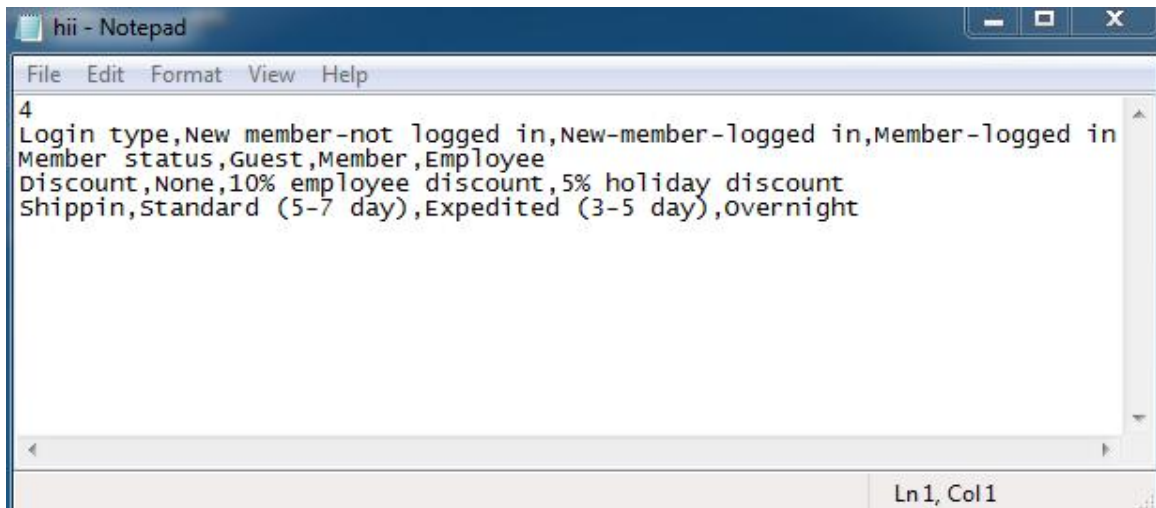 hii - Notepad
File Edit Format View Help
4
Login type,New member-not logged in,New-member-logged in,Member-logged in
Member status,Guest,Member,Employee
Discount,None,10% employee discount,5% holiday discount
Shippin,Standard (5-7 day),Expedited (3-5 day),Overnight
Ln 1, Col 1